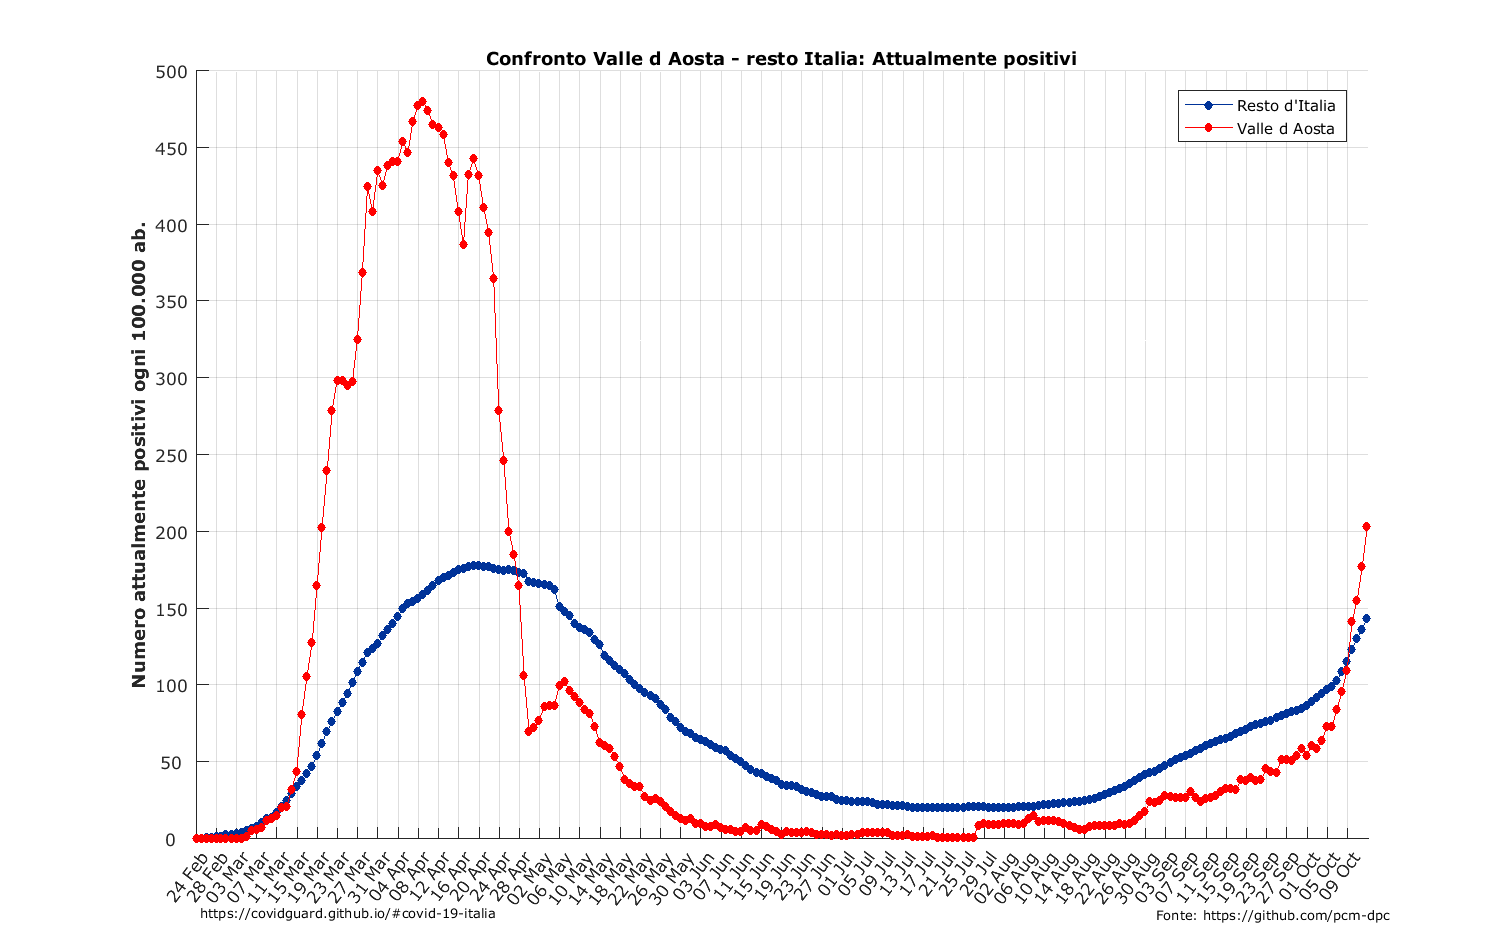 Confronto Valle d Aosta - resto Italia: Attualmente positivi
Resto d'Italia
Valle d Aosta
Numero attualmente positivi ogni 100.000 ab.
500
450
400
350
300
250
200
150
100
50
0
24 Feb
28 Feb
03 Mar
07 Mar
11 Mar
15 Mar
19 Mar
23 Mar
27 Mar
31 Mar
04 Apr
08 Apr
12 Apr
16 Apr
20 Apr
24 Apr
28 Apr
02 May
06 May
10 May
14 May
18 May
22 May
26 May
30 May
03 Jun
07 Jun
11 Jun
15 Jun
19 Jun
23 Jun
27 Jun
01 Jul
05 Jul
09 Jul
13 Jul
17 Jul
21 Jul
25 Jul
29 Jul
02 Aug
06 Aug
10 Aug
14 Aug
18 Aug
22 Aug
26 Aug
30 Aug
03 Sep
07 Sep
11 Sep
15 Sep
19 Sep
23 Sep
27 Sep
01 Oct
05 Oct
09 Oct
https://covidguard.github.io/#covid-19-italia
Fonte: https://github.com/pcm-dpc